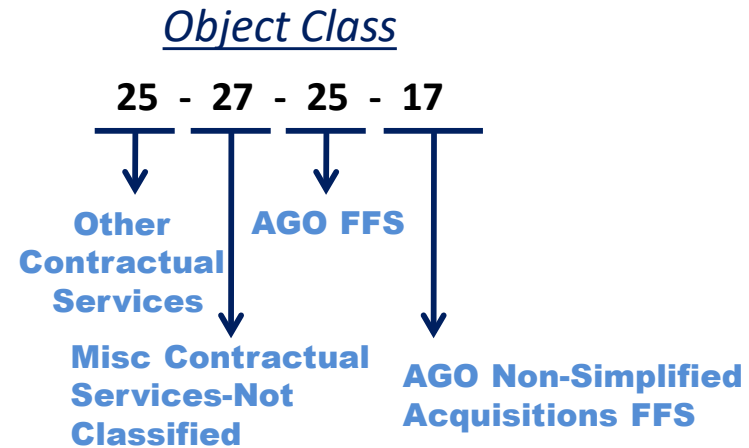 Object Class
25 - 27 - 25 - 17
Other
Contractual
Services
AGO FFS
Misc Contractual
Services-Not
Classified
AGO Non-Simplified
Acquisitions FFS